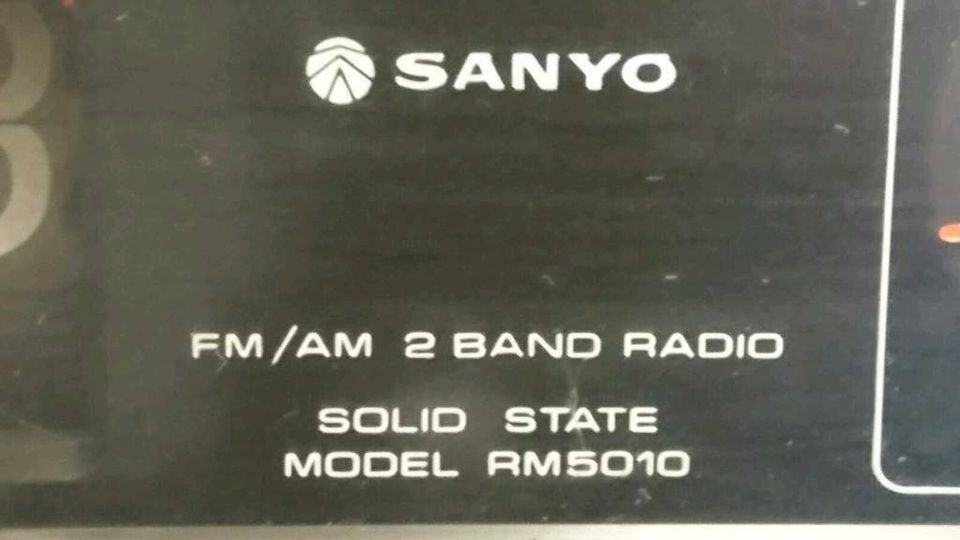 SANYO
FM/AM 2 BAND RADIO
SOLID STATE
MODEL RM5010